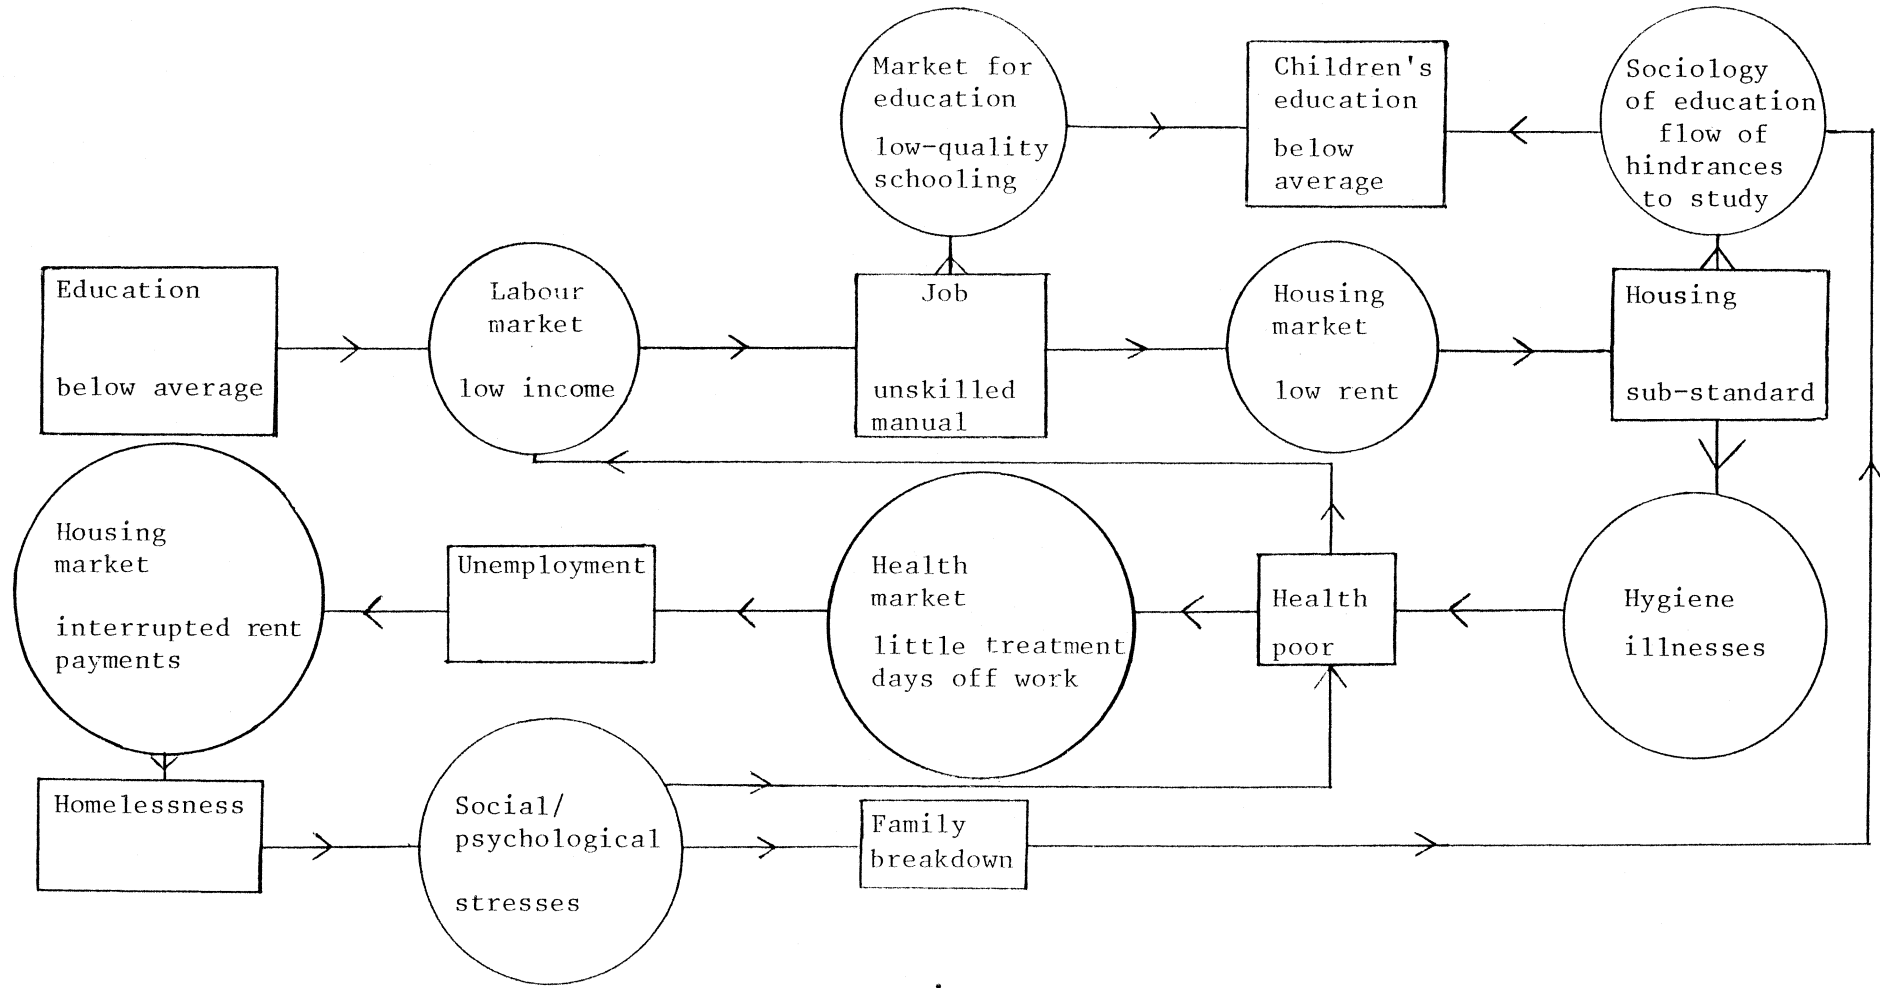 Market for
education
low-quality
schooling
Children's
education
below
average
Sociology
of education
flow of
hindrances
to study
Education
below average
Labour
market
low income
Job
unskilled
manual
Housing
market
low rent
Housing
sub-standard
Housing
market
interrupted rent
payments
Unemployment
Health
market
little treatment
days off work
Health
poor
Hygiene
illnesses
Homelessness
Social/
psychological
stresses
Family
breakdown